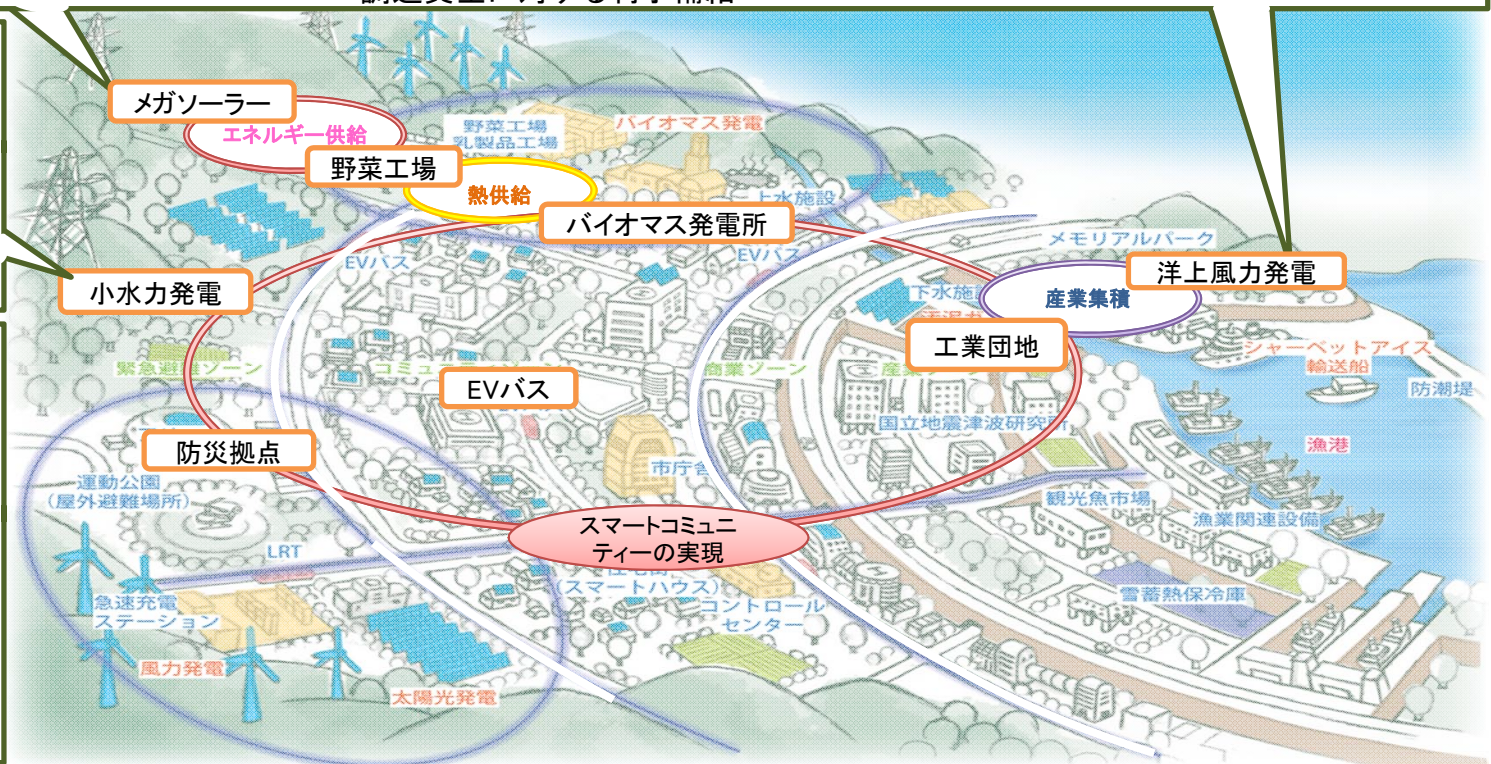 メガソーラー
エネルギー供給
野菜工場
乳製品工場
バイオマス発電
野菜工場
熱供給
上水施設
バイオマス発電所
メモリアルパーク
EVバス
EVバス
洋上風力発電
小水力発電
産業集積
工業団地
シャーベットアイス
輸送船
防潮堤
緊急避難ゾーン
商業ゾーン
EVバス
国立地震津波研究所
漁港
防災拠点
市庁舎
運動公園
(屋外避難場所)
観光魚市場
漁業関連設備
スマートコミュニ
ティーの実現
LRT
(スマートハウス)
急速充電
ステーション
コントロール
センター
雪蓄熱保冷庫
風力発電
太陽光発電